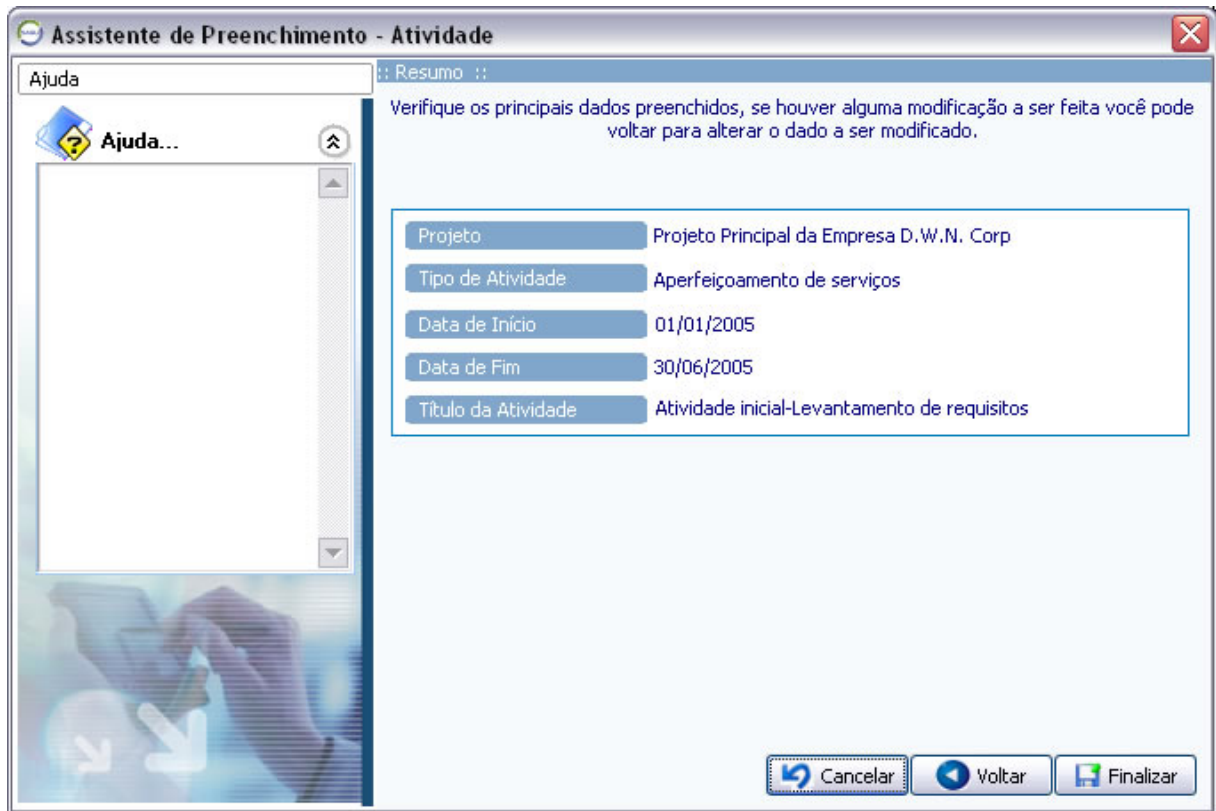 Assistente de Preenchimento - Atividade
Ajuda
Ajuda...
:: Resumo ::
Verifique os principais dados preenchidos, se houver alguma modificação a ser feita você pode
voltar para alterar o dado a ser modificado.
Projeto Projeto Principal da Empresa D.W.N. Corp
Tipo de Atividade Aperfeiçoamento de serviços
Data de Início 01/01/2005
Data de Fim 30/06/2005
Título da Atividade Atividade inicial-Levantamento de requisitos
Cancelar Voltar Finalizar